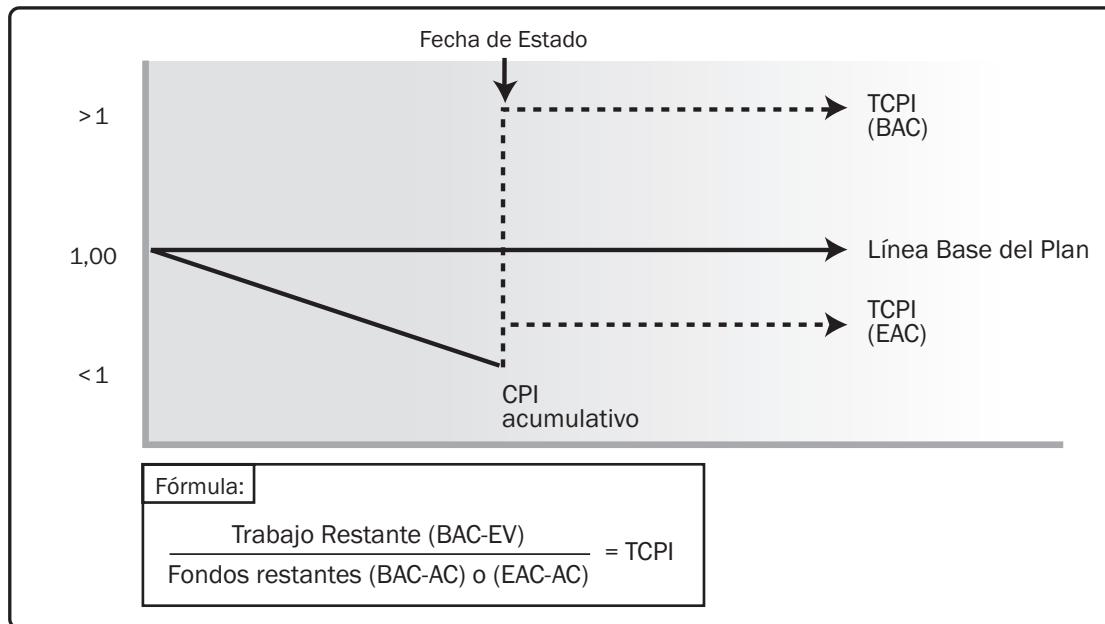 Fecha de Estado
>1
TCPI
(BAC)
1,00
Línea Base del Plan
TCPI
(EAC)
<1
CPI
acumulativo
Fórmula:
Trabajo Restante (BAC-EV)
Fondos restantes (BAC-AC) o (EAC-AC)
= TCPI